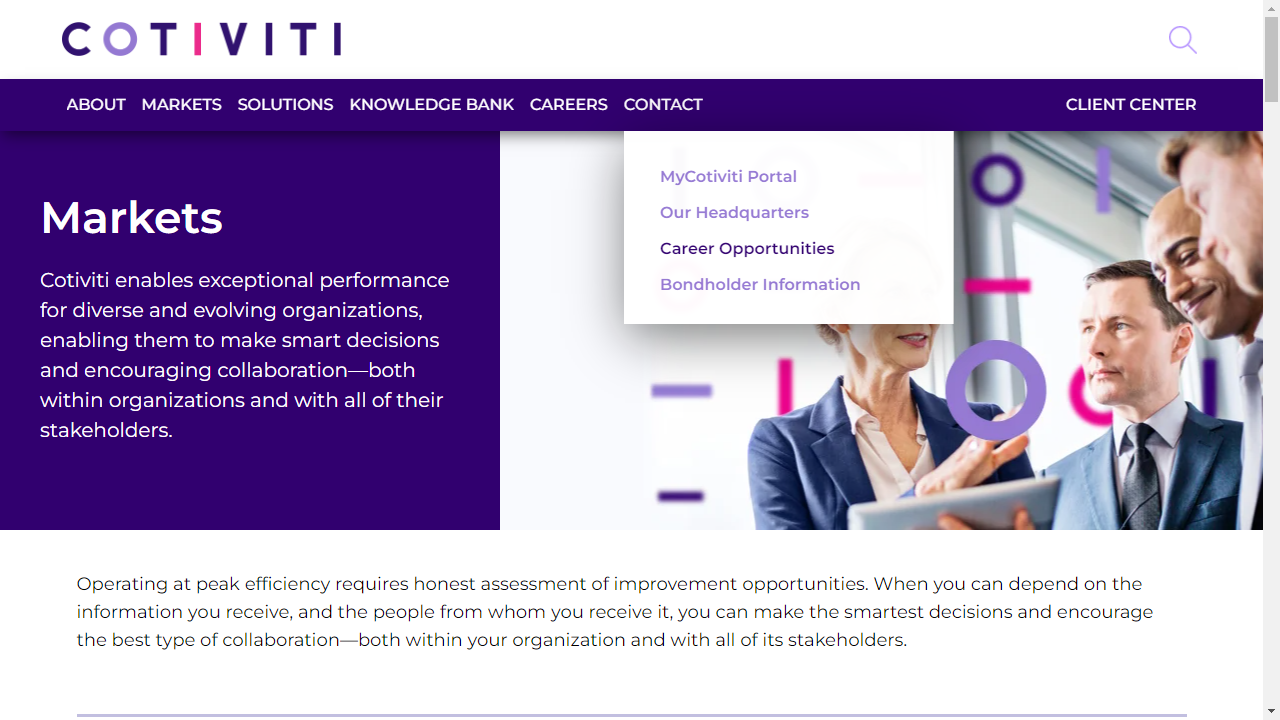 COTIVITI
ABOUT MARKETS SOLUTIONS KNOWLEDGE BANK CAREERS CONTACT CLIENT CENTER
MyCotiviti Portal
Our Headquarters
Career Opportunities
Bondholder Information
Markets
Cotiviti enables exceptional performance
for diverse and evolving organizations,
enabling them to make smart decisions
and encouraging collaboration—both
within organizations and with all of their
stakeholders.
Operating at peak efficiency requires honest assessment of improvement opportunities. When you can depend on the
information you receive, and the people from whom you receive it, you can make the smartest decisions and encourage
the best type of collaboration—both within your organization and with all of its stakeholders.